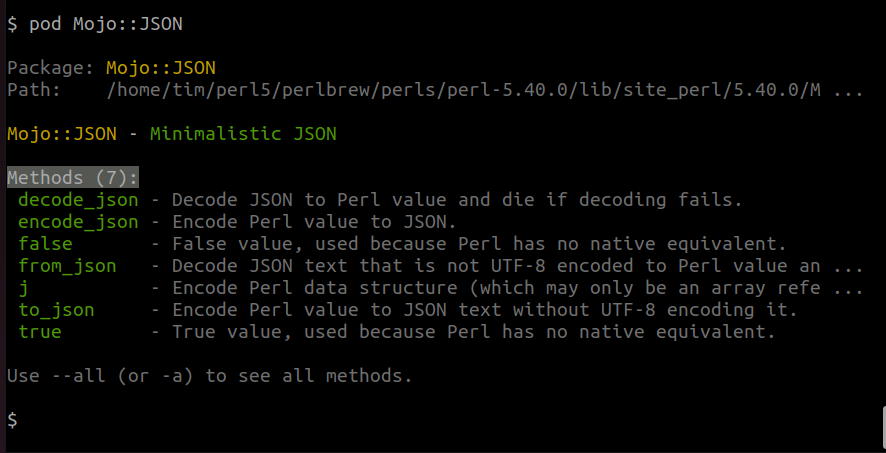 $ pod Mojo::JSON
Package: Mojo::JSON
Path:    /home/tim/perl5/perlbrew/perls/perl-5.40.0/lib/site_perl/5.40.0/M ...
Mojo::JSON - Minimalistic JSON
Methods (7):
 decode_json - Decode JSON to Perl value and die if decoding fails.
 encode_json - Encode Perl value to JSON.
 false       - False value, used because Perl has no native equivalent.
 from_json   - Decode JSON text that is not UTF-8 encoded to Perl value an ...
 j           - Encode Perl data structure (which may only be an array refe ...
 to_json     - Encode Perl value to JSON text without UTF-8 encoding it.
 true        - True value, used because Perl has no native equivalent.
Use --all (or -a) to see all methods.
$